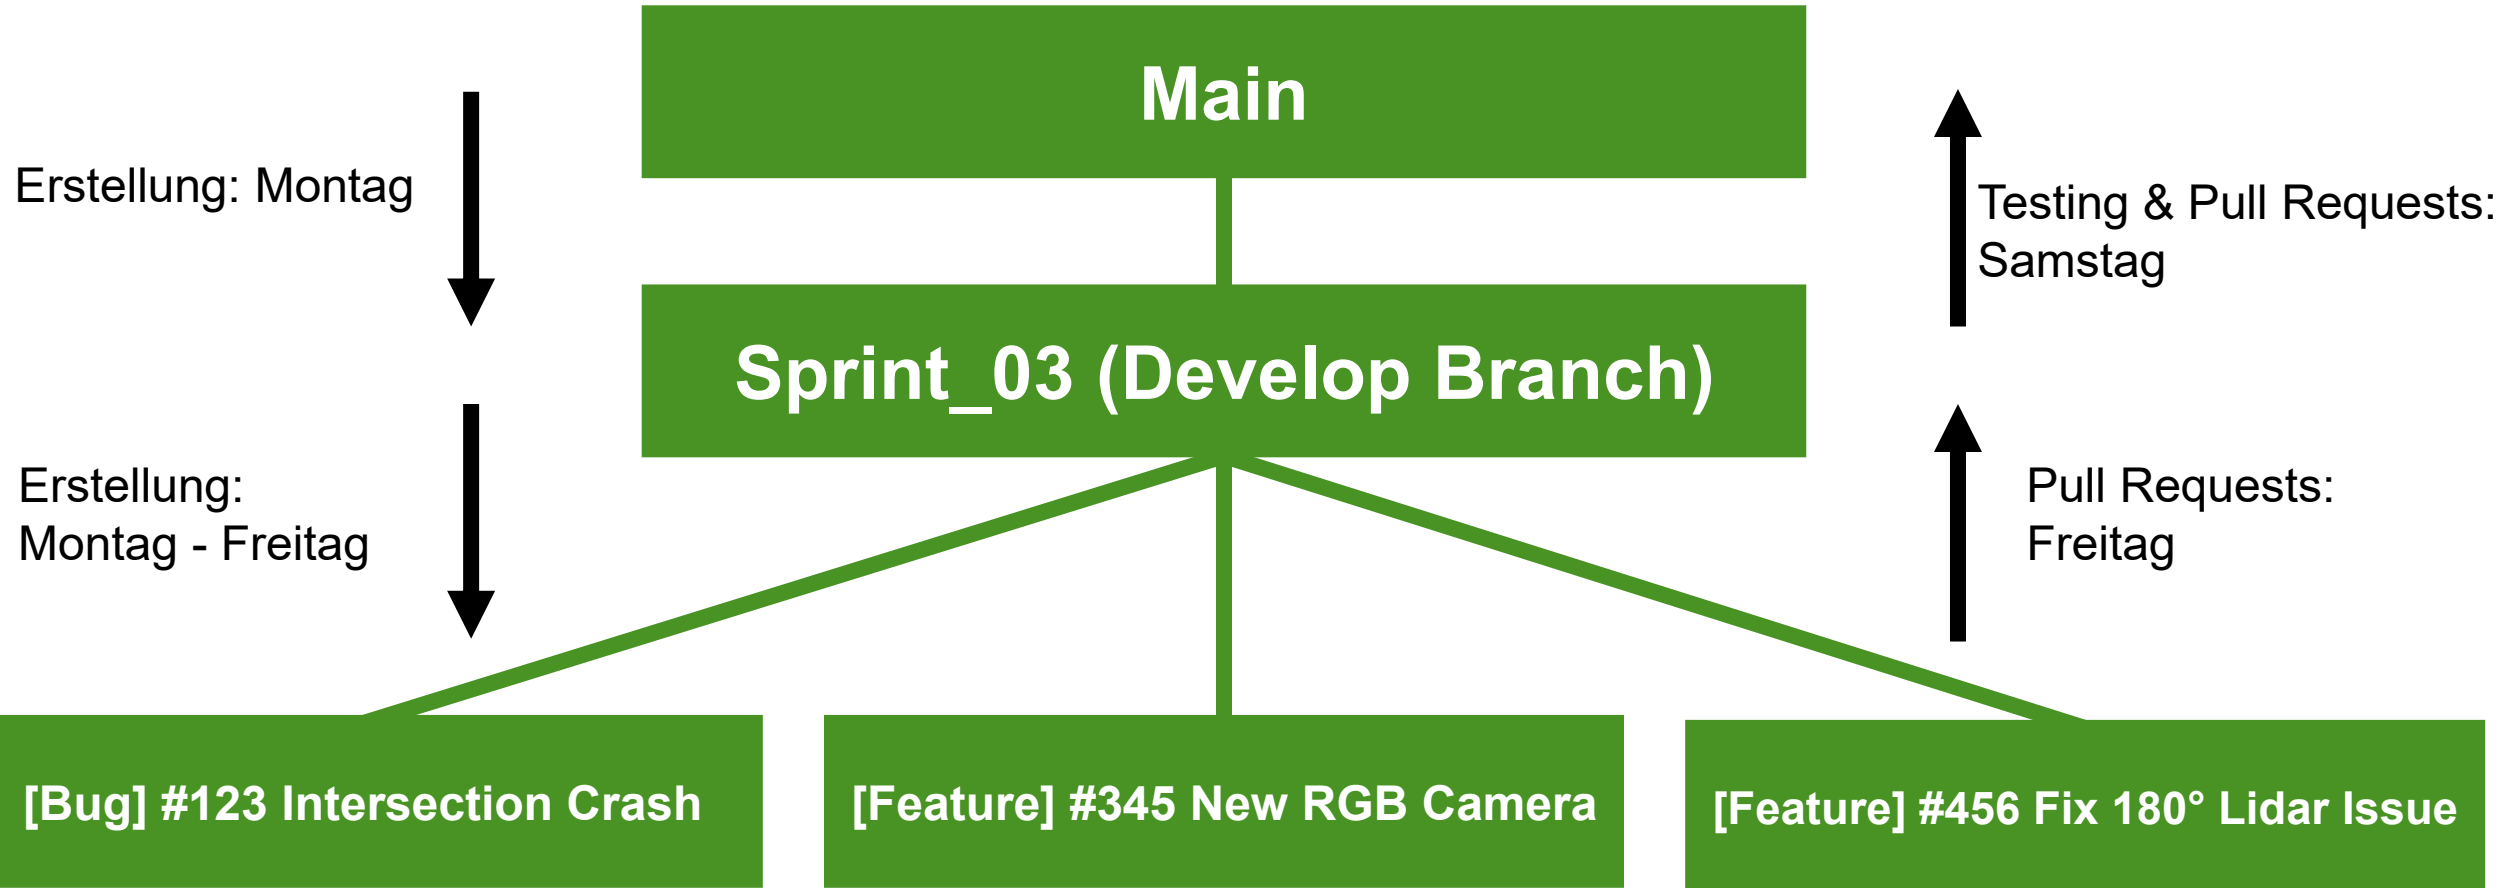 Main
Erstellung: Montag
Testing & Pull Requests:
Samstag
Sprint_03 (Develop Branch)
Erstellung:
Montag - Freitag
Pull Requests:
Freitag
[Bug] #123 Intersection Crash
[Feature] #345 New RGB Camera
[Feature] #456 Fix 180° Lidar Issue